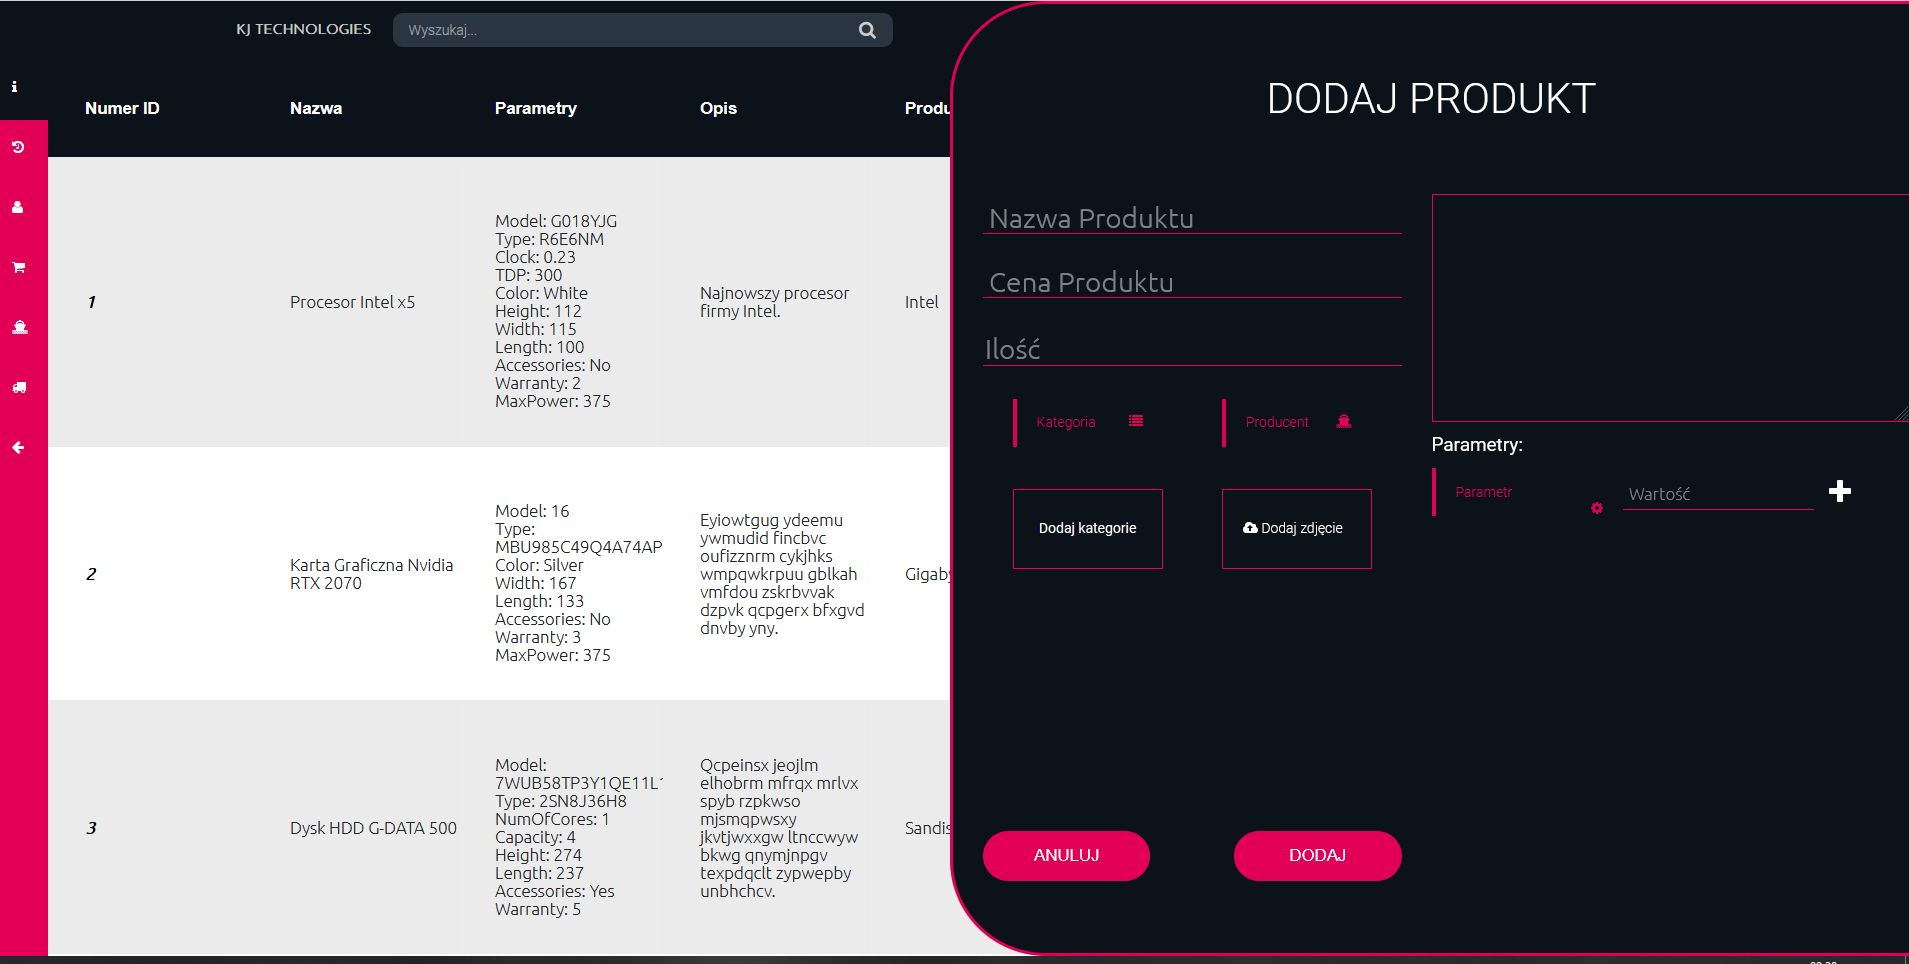 KJ TECHNOLOGIES
Wyszukaj...
Numer ID Nazwa Parametry Opis Produ
1
Procesor Intel x5
Model: G018YJG
Type: R6E6NM
Clock: 0.23
TDP: 300
Color: White
Height: 112
Width: 115
Length: 100
Accessories: No
Warranty: 2
MaxPower: 375
Najnowszy procesor
firmy Intel.
Intel
2
Karta Graficzna Nvidia
RTX 2070
Model: 16
Type:
MBU985C49Q4A74AP
Color: Silver
Width: 167
Length: 133
Accessories: No
Warranty: 3
MaxPower: 375
Eyiowtgug ydeemu
ywmudid fincbvc
oufizznrm cykjhks
wmpqwkrpuu gblkah
vmfdou zskrbvvak
dzpvk qcpgerx bfxgvd
dnvby yny.
Gigaby
3
Dysk HDD G-DATA 500
Model:
7WUB58TP3Y1QE11L
Type: 2SN8J36H8
NumOfCores: 1
Capacity: 4
Height: 274
Length: 237
Accessories: Yes
Warranty: 5
Qcpeinsx jeojlm
elhobrm mfrqx mrlvx
spyb rzpkwso
mjsmqpwsxy
jkvtjwxxgw ltnccwyw
bkwg qnymjnpgv
texpdqclt zypwepby
unbhchcv.
Sandis
DODAJ PRODUKT
Nazwa Produktu
Cena Produktu
Ilość
Kategoria
Producent
Dodaj kategorie
Dodaj zdjęcie
Parametry:
Parametr
Wartość
ANULUJ
DODAJ